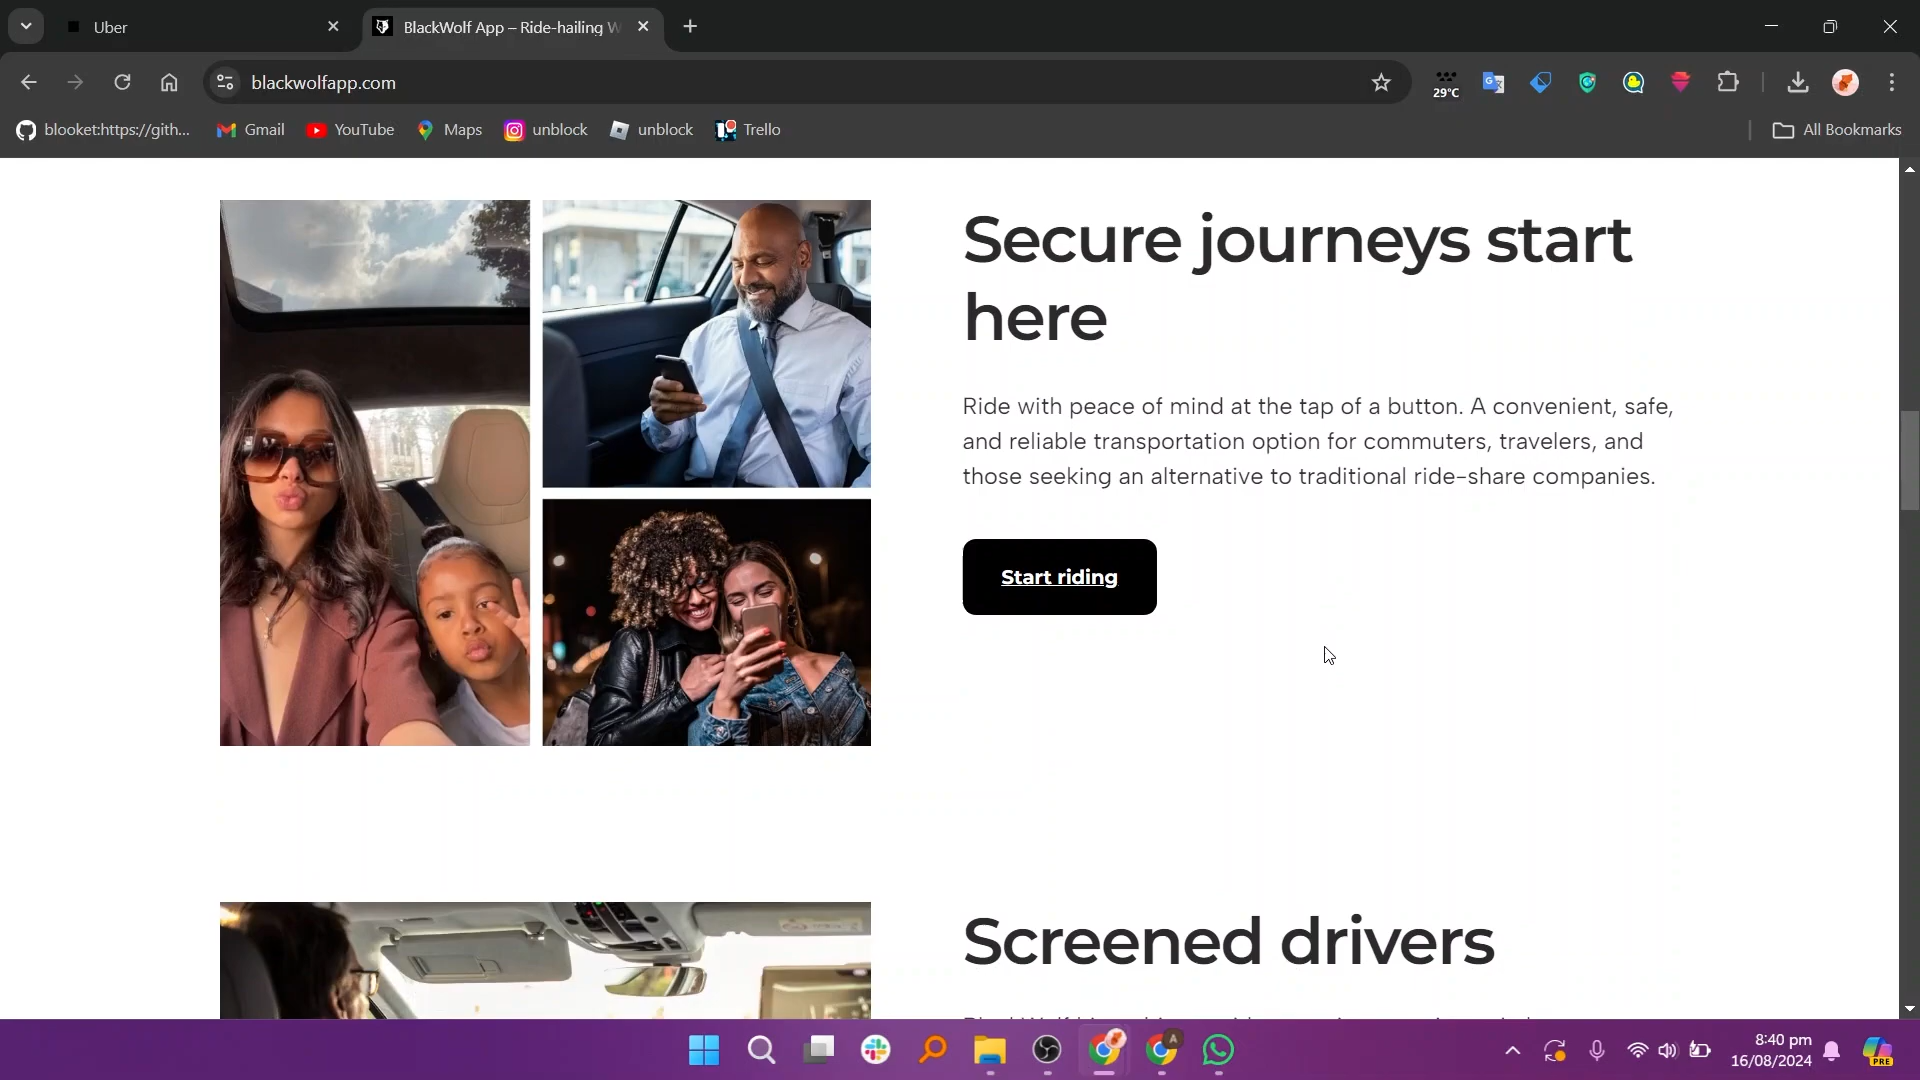 Uber
BlackWolf App – Ride-hailing W
blackwolfapp.com
29°C
blooket:https://gith...
Gmail
YouTube
Maps
unblock
unblock
Trello
All Bookmarks
Secure journeys start
here
Ride with peace of mind at the tap of a button. A convenient, safe,
and reliable transportation option for commuters, travelers, and
those seeking an alternative to traditional ride-share companies.
Start riding
Screened drivers
8:40 pm
16/08/2024
PRE